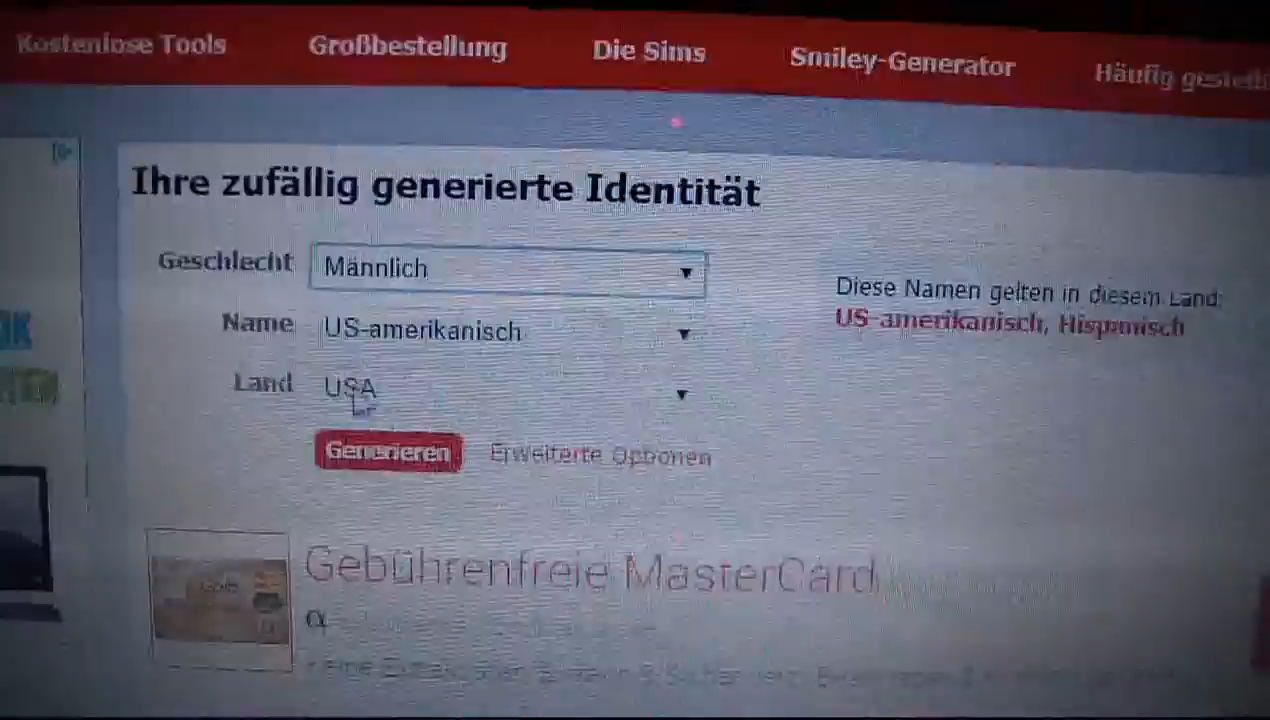 Kostenlose Tools Großbestellung Die Sims Smiley-Generator Häufig
Ihre zufällig generierte Identität
Geschlecht Männlich
Diese Namen gelten in diesem Land:
US-amerikanisch, Hispanisch
Name US-amerikanisch
Land USA
Generieren Erweiterte Optionen
Gebührenfreie MasterCard